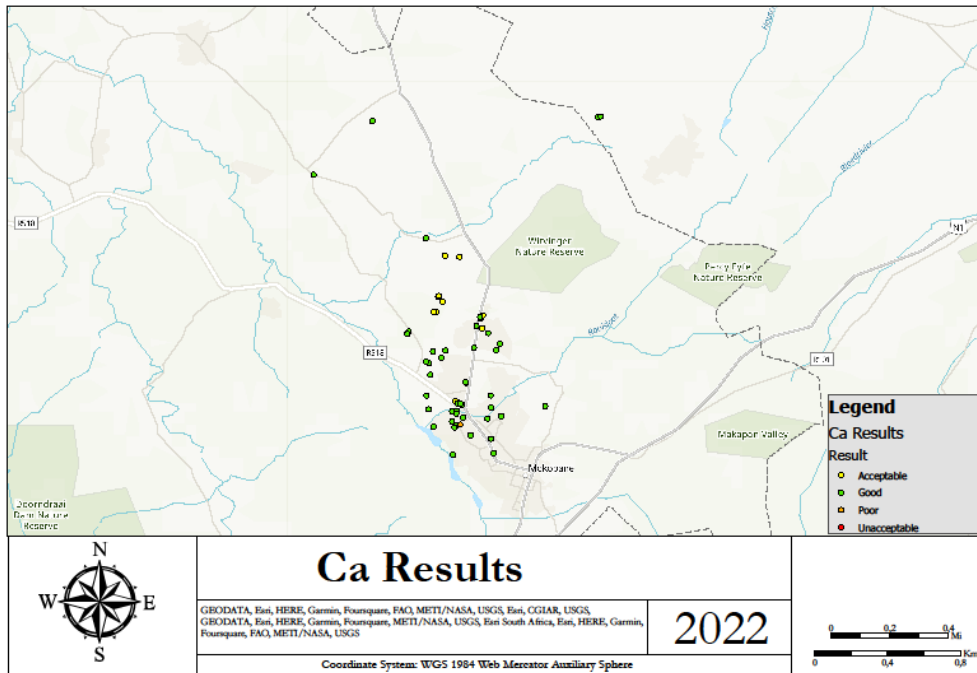 Witvinger
Nature Reserve
Percy Fyfe
Nature Reserve
N1
R518
R518
R101
Makapan Valley
Mokopane
Doorndraai
Dam Nature
Reserve
Legend
Ca Results
Result
Acceptable
Good
Poor
Unacceptable
N
W
E
S
Ca Results
GEODATA, Esri, HERE, Garmin, Foursquare, FAO, METI/NASA, USGS, Esri, CGIAR, USGS,
GEODATA, Esri, HERE, Garmin, Foursquare, METI/NASA, USGS, Esri South Africa, Esri, HERE, Garmin,
Foursquare, FAO, METI/NASA, USGS
2022
Coordinate System: WGS 1984 Web Mercator Auxiliary Sphere
0 0,2 0,4
Mi
Km
0 0,4 0,8